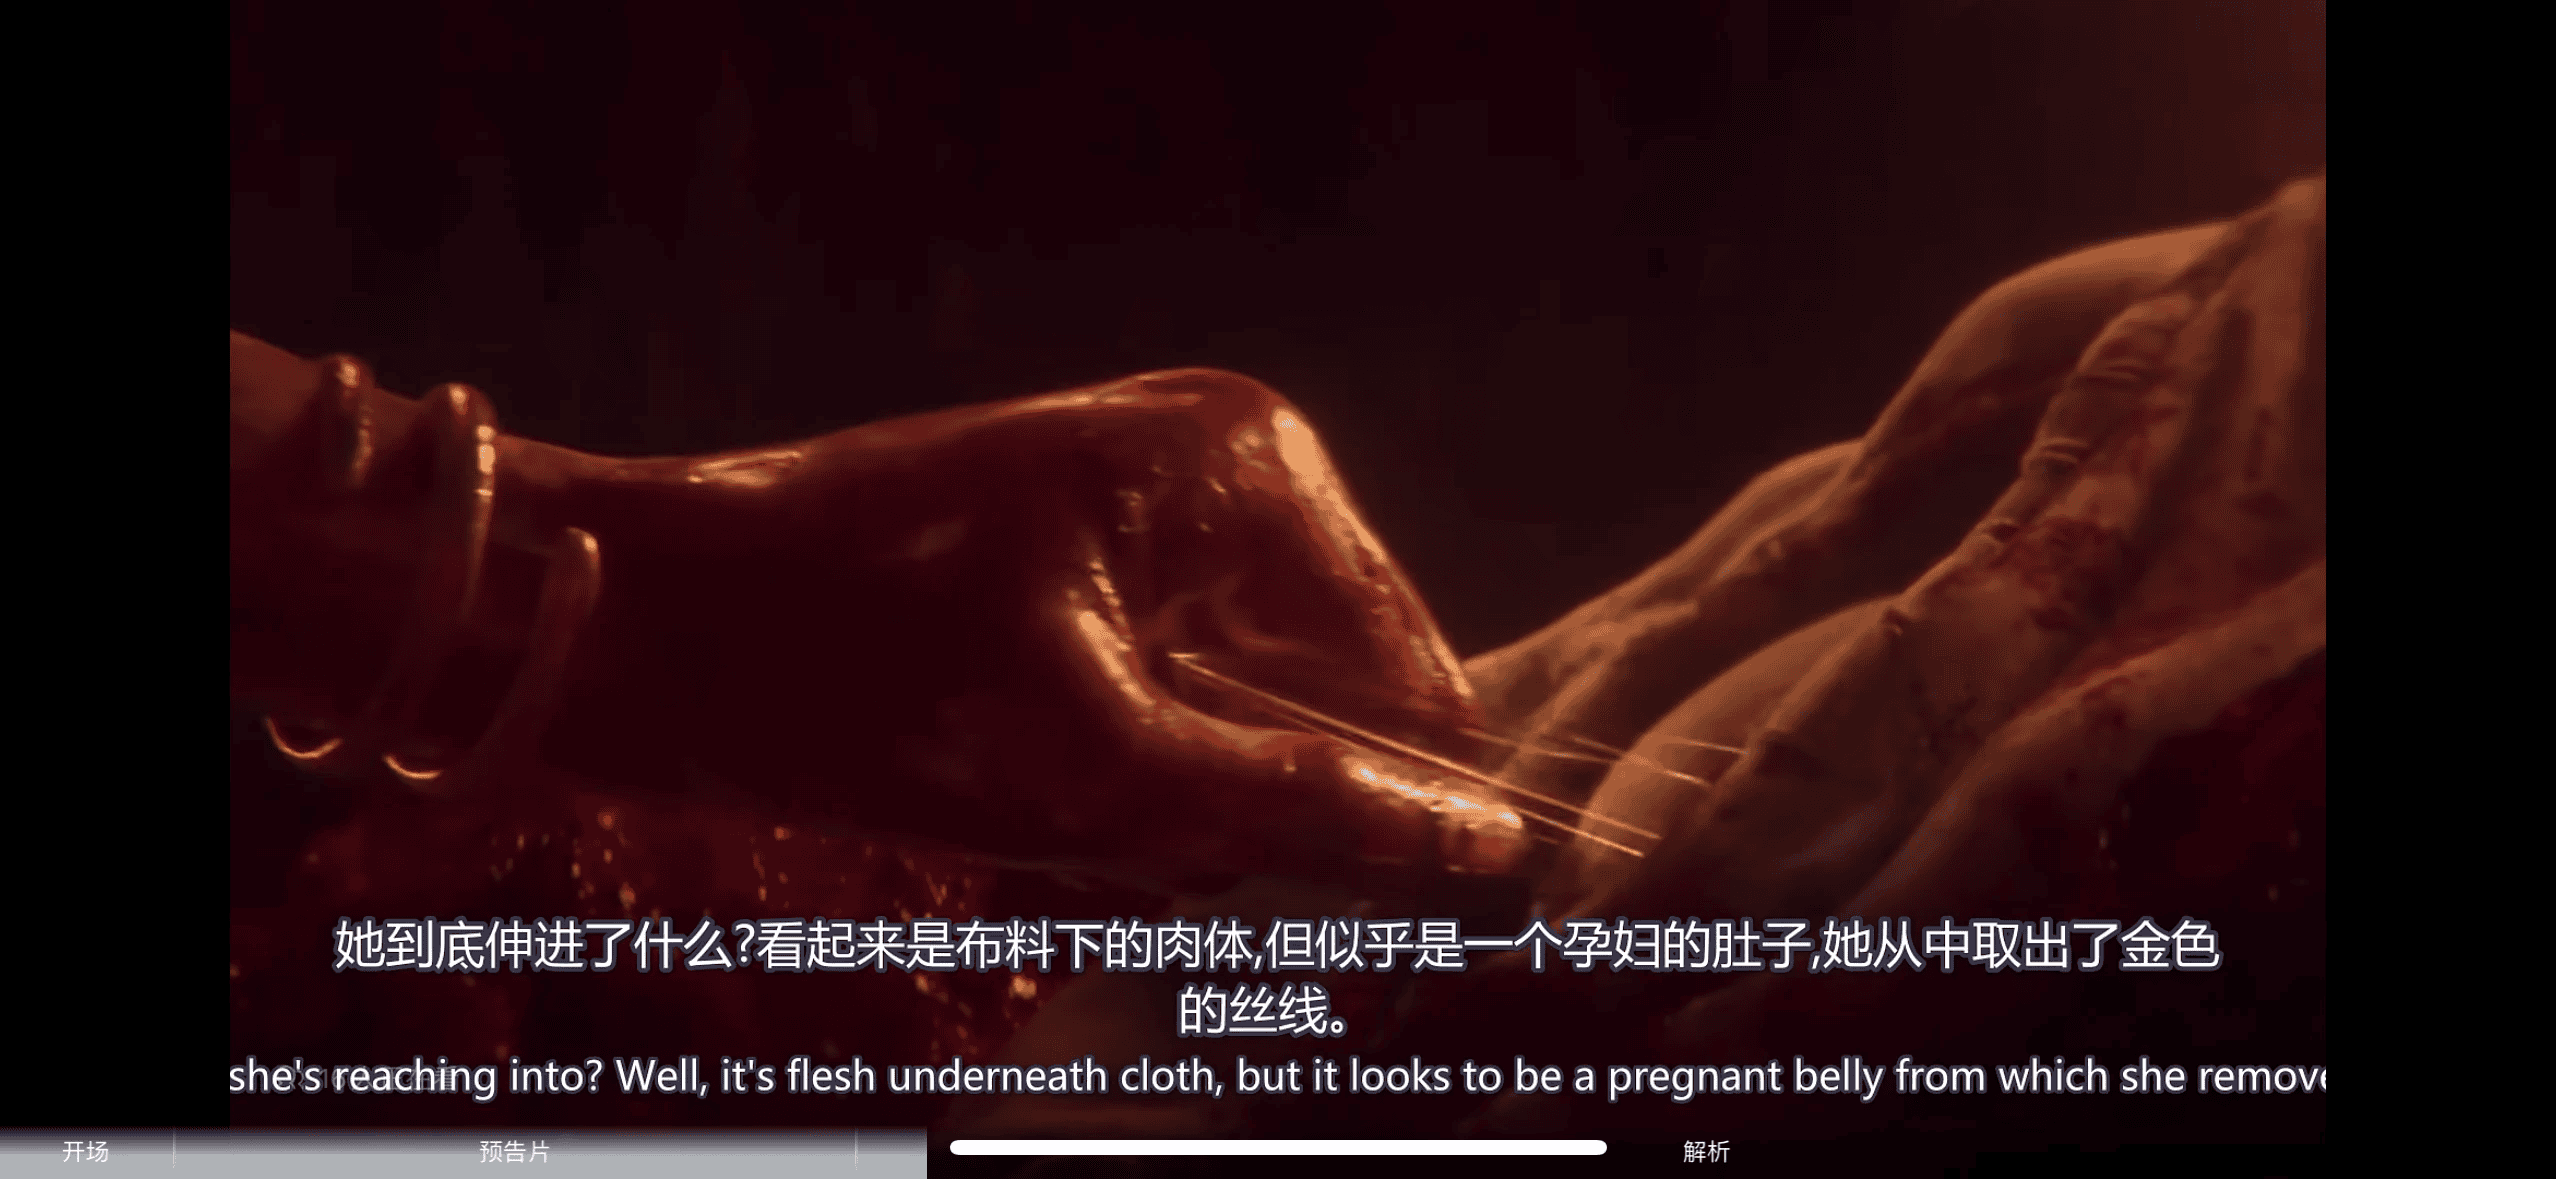 她到底伸进了什么?看起来是布料下的肉体,但似乎是一个孕妇的肚子,她从中取出了金色
的丝线。
she's reaching into? Well, it's flesh underneath cloth, but it looks to be a pregnant belly from which she remove
开场 预告片 解析